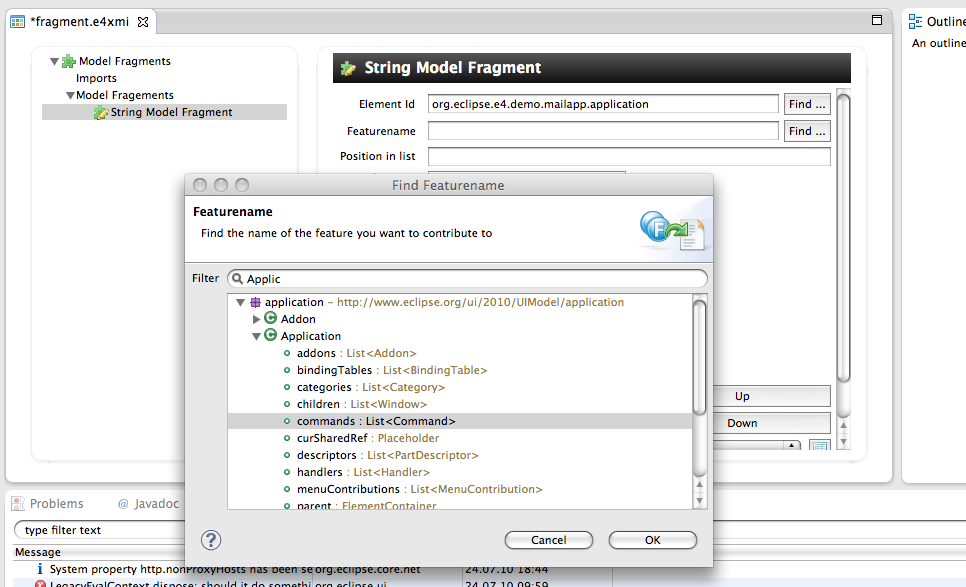 *fragment.e4xmi
Outline
An outline
Model Fragments
Imports
Model Fragements
String Model Fragment
String Model Fragment
Element Id org.eclipse.e4.demo.mailapp.application Find ...
Featurename Find ...
Position in list
Find Featurename
Featurename
Find the name of the feature you want to contribute to
Filter Applic
application - http://www.eclipse.org/ui/2010/UIModel/application
Addon
Application
addons : List<Addon>
bindingTables : List<BindingTable>
categories : List<Category>
children : List<Window>
commands : List<Command>
curSharedRef : Placeholder
descriptors : List<PartDescriptor>
handlers : List<Handler>
menuContributions : List<MenuContribution>
parent : ElementContainer
Up
Down
Cancel OK
Problems @ Javadoc
type filter text
Message
System property http.nonProxyHosts has been se org.eclipse.core.net 24.07.10 18:44
LegacyEvalContext dispose: should it do somethi org.eclipse.ui 24.07.10 09:59